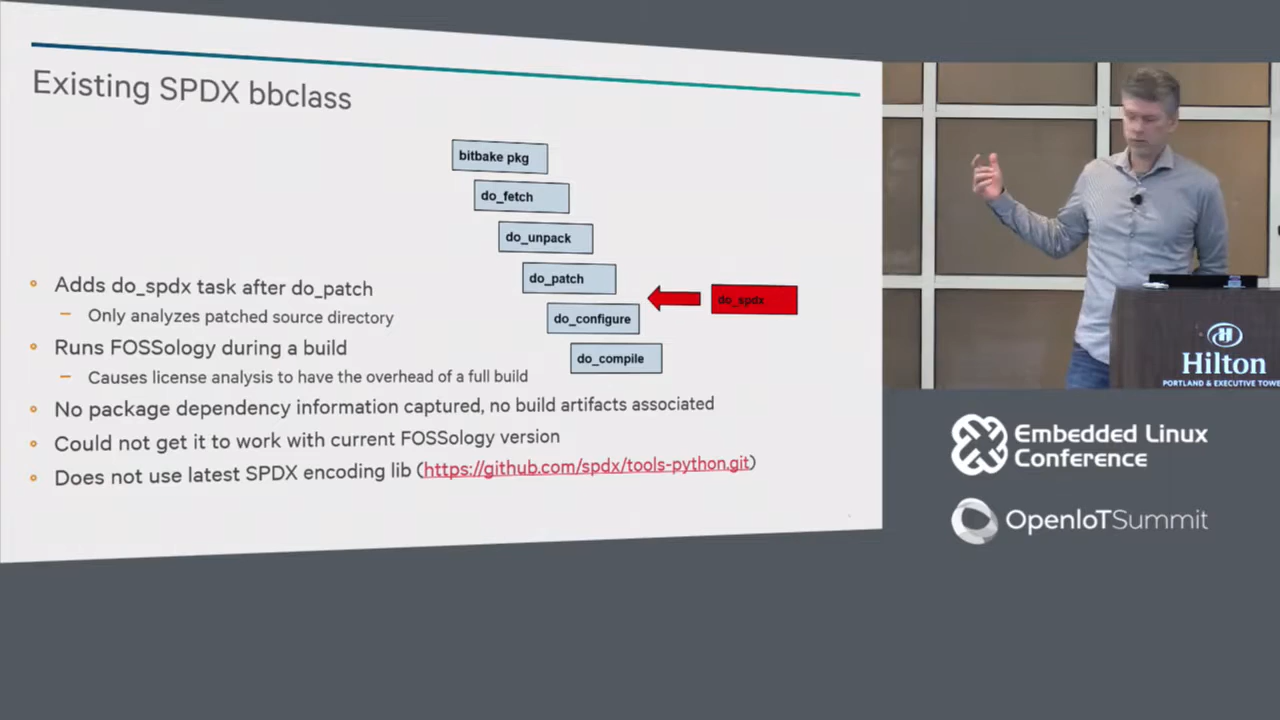 Existing SPDX bbclass
bitbake pkg
do_fetch
do_unpack
do_patch
do_spdx
do_configure
do_compile
• Adds do_spdx task after do_patch
– Only analyzes patched source directory
• Runs FOSSology during a build
– Causes license analysis to have the overhead of a full build
• No package dependency information captured, no build artifacts associated
• Could not get it to work with current FOSSology version
• Does not use latest SPDX encoding lib (https://github.com/spdx/tools-python.git)
Hilton
PORTLAND & EXECUTIVE TOWE
Embedded Linux
Conference
OpenIoTSummit